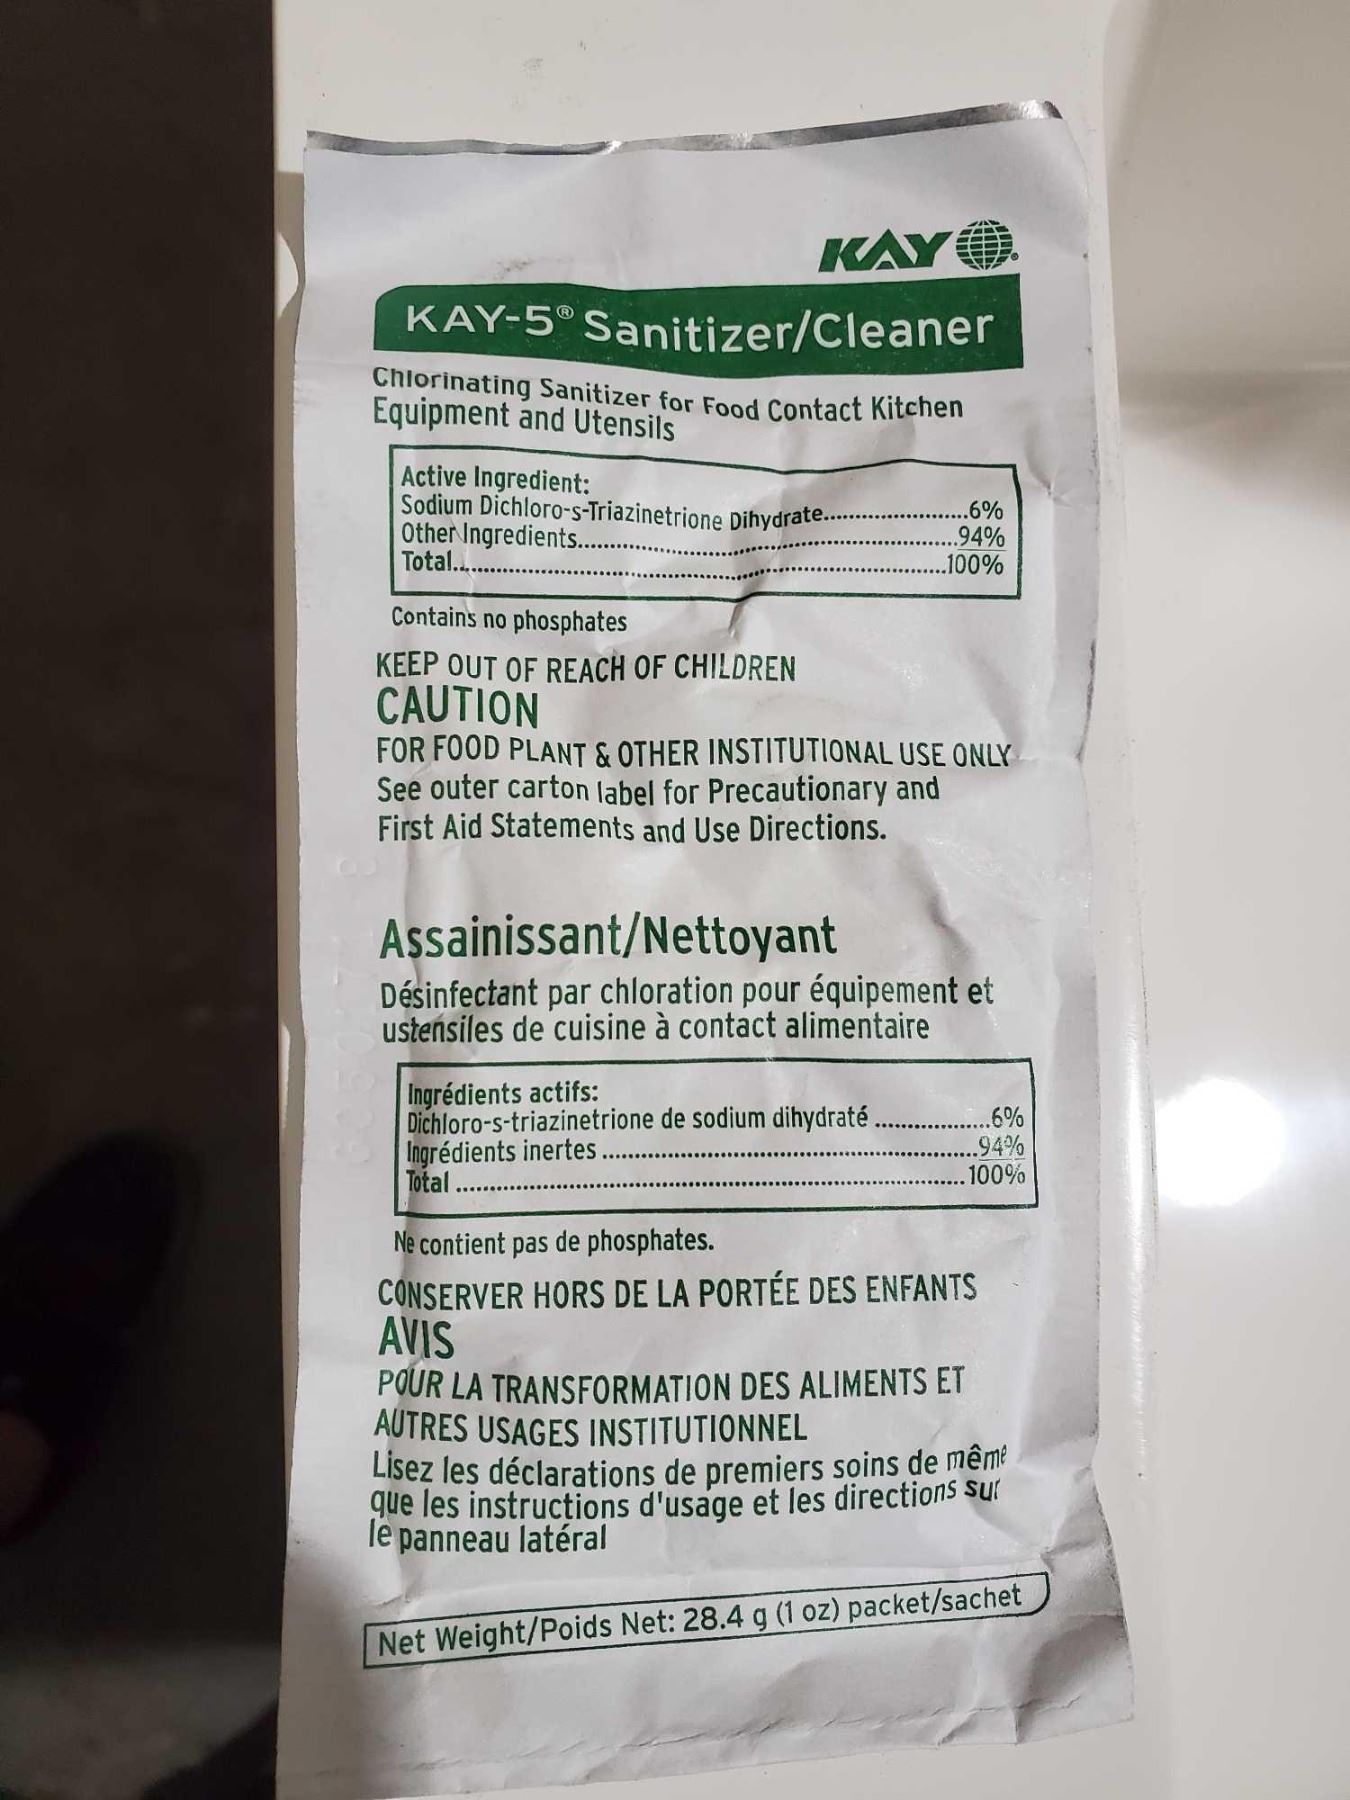 KAY
KAY-5® Sanitizer/Cleaner
Chlorinating Sanitizer for Food Contact Kitchen
Equipment and Utensils
Active Ingredient:
Sodium Dichloro-s-Triazinetrione Dihydrate..................6%
Other Ingredients..................94%
Total..................100%
Contains no phosphates
KEEP OUT OF REACH OF CHILDREN
CAUTION
FOR FOOD PLANT & OTHER INSTITUTIONAL USE ONLY
See outer carton label for Precautionary and
First Aid Statements and Use Directions.
Assainissant/Nettoyant
Désinfectant par chloration pour équipement et
ustensiles de cuisine à contact alimentaire
Ingrédients actifs:
Dichloro-s-triazinetrione de sodium dihydraté ..................6%
Ingrédients inertes ..................94%
Total ..................100%
Ne contient pas de phosphates.
CONSERVER HORS DE LA PORTÉE DES ENFANTS
AVIS
POUR LA TRANSFORMATION DES ALIMENTS ET
AUTRES USAGES INSTITUTIONNEL
Lisez les déclarations de premiers soins de même
que les instructions d'usage et les directions sur
le panneau latéral
Net Weight/Poids Net: 28.4 g (1 oz) packet/sachet